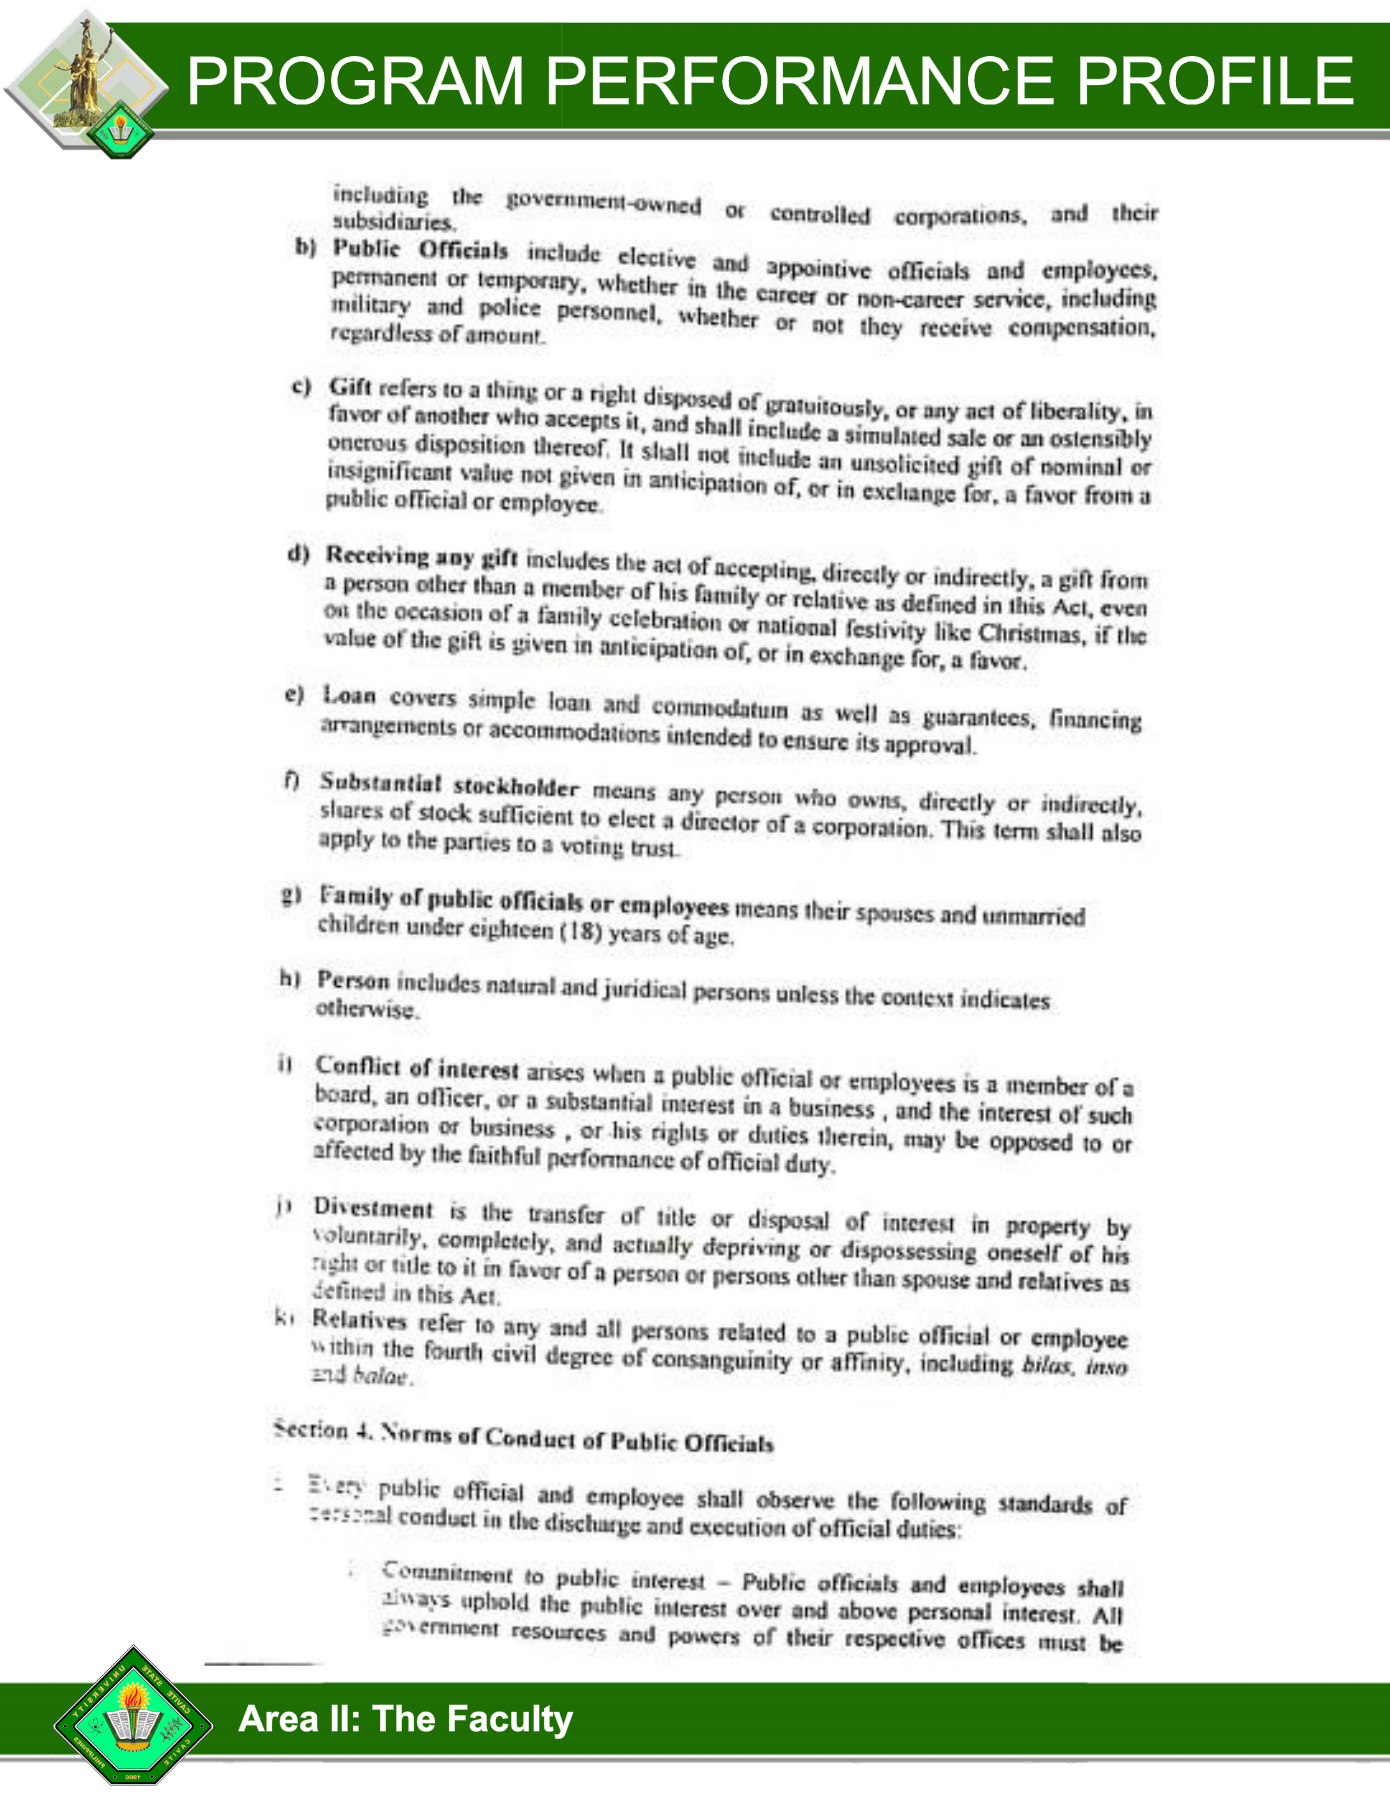 PROGRAM PERFORMANCE PROFILE
including the government-owned or controlled corporations, and their
subsidiaries.
b) Public Officials include elective and appointive officials and employees,
permanent or temporary, whether in the career or non-career service, including
military and police personnel, whether or not they receive compensation,
regardless of amount.
c) Gift refers to a thing or a right disposed of gratuitously, or any act of liberality, in
favor of another who accepts it, and shall include a simulated sale or an ostensibly
onerous disposition thereof. It shall not include an unsolicited gift of nominal or
insignificant value not given in anticipation of, or in exchange for, a favor from a
public official or employee.
d) Receiving any gift includes the act of accepting, directly or indirectly, a gift from
a person other than a member of his family or relative as defined in this Act, even
on the occasion of a family celebration or national festivity like Christmas, if the
value of the gift is given in anticipation of, or in exchange for, a favor.
e) Loan covers simple loan and commodatum as well as guarantees, financing
arrangements or accommodations intended to ensure its approval.
f) Substantial stockholder means any person who owns, directly or indirectly,
shares of stock sufficient to elect a director of a corporation. This term shall also
apply to the parties to a voting trust.
g) Family of public officials or employees means their spouses and unmarried
children under eighteen (18) years of age.
h) Person includes natural and juridical persons unless the context indicates
otherwise.
i) Conflict of interest arises when a public official or employees is a member of a
board, an officer, or a substantial interest in a business , and the interest of such
corporation or business , or his rights or duties therein, may be opposed to or
affected by the faithful performance of official duty.
j) Divestment is the transfer of title or disposal of interest in property by
voluntarily, completely, and actually depriving or dispossessing oneself of his
right or title to it in favor of a person or persons other than spouse and relatives as
defined in this Act.
k) Relatives refer to any and all persons related to a public official or employee
within the fourth civil degree of consanguinity or affinity, including bilas, inso
and balae.
Section 4. Norms of Conduct of Public Officials
Every public official and employee shall observe the following standards of
personal conduct in the discharge and execution of official duties:
Commitment to public interest – Public officials and employees shall
always uphold the public interest over and above personal interest. All
government resources and powers of their respective offices must be
CAVITE STATE UNIVERSITY
CAVITE
PHILIPPINES
1906
Area II: The Faculty